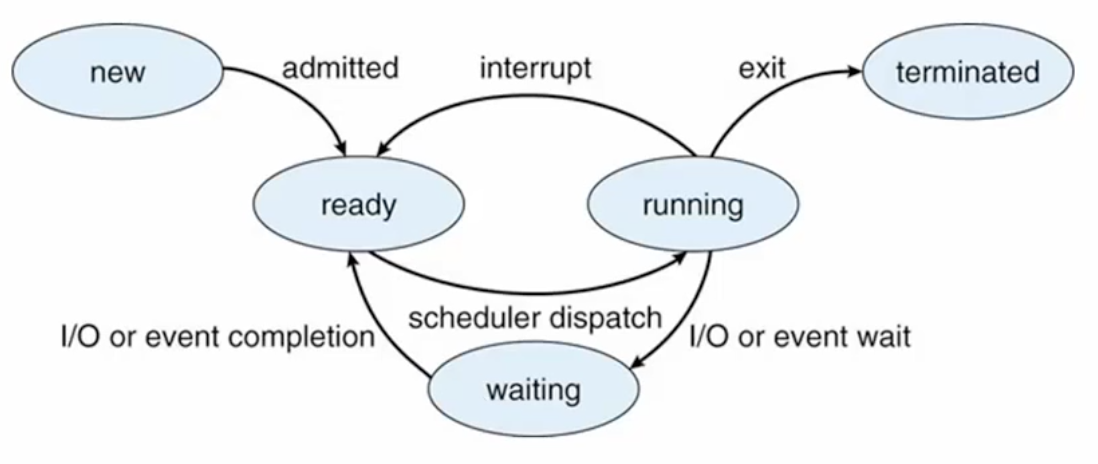 new
admitted
interrupt
exit
terminated
ready
running
scheduler dispatch
I/O or event completion
I/O or event wait
waiting